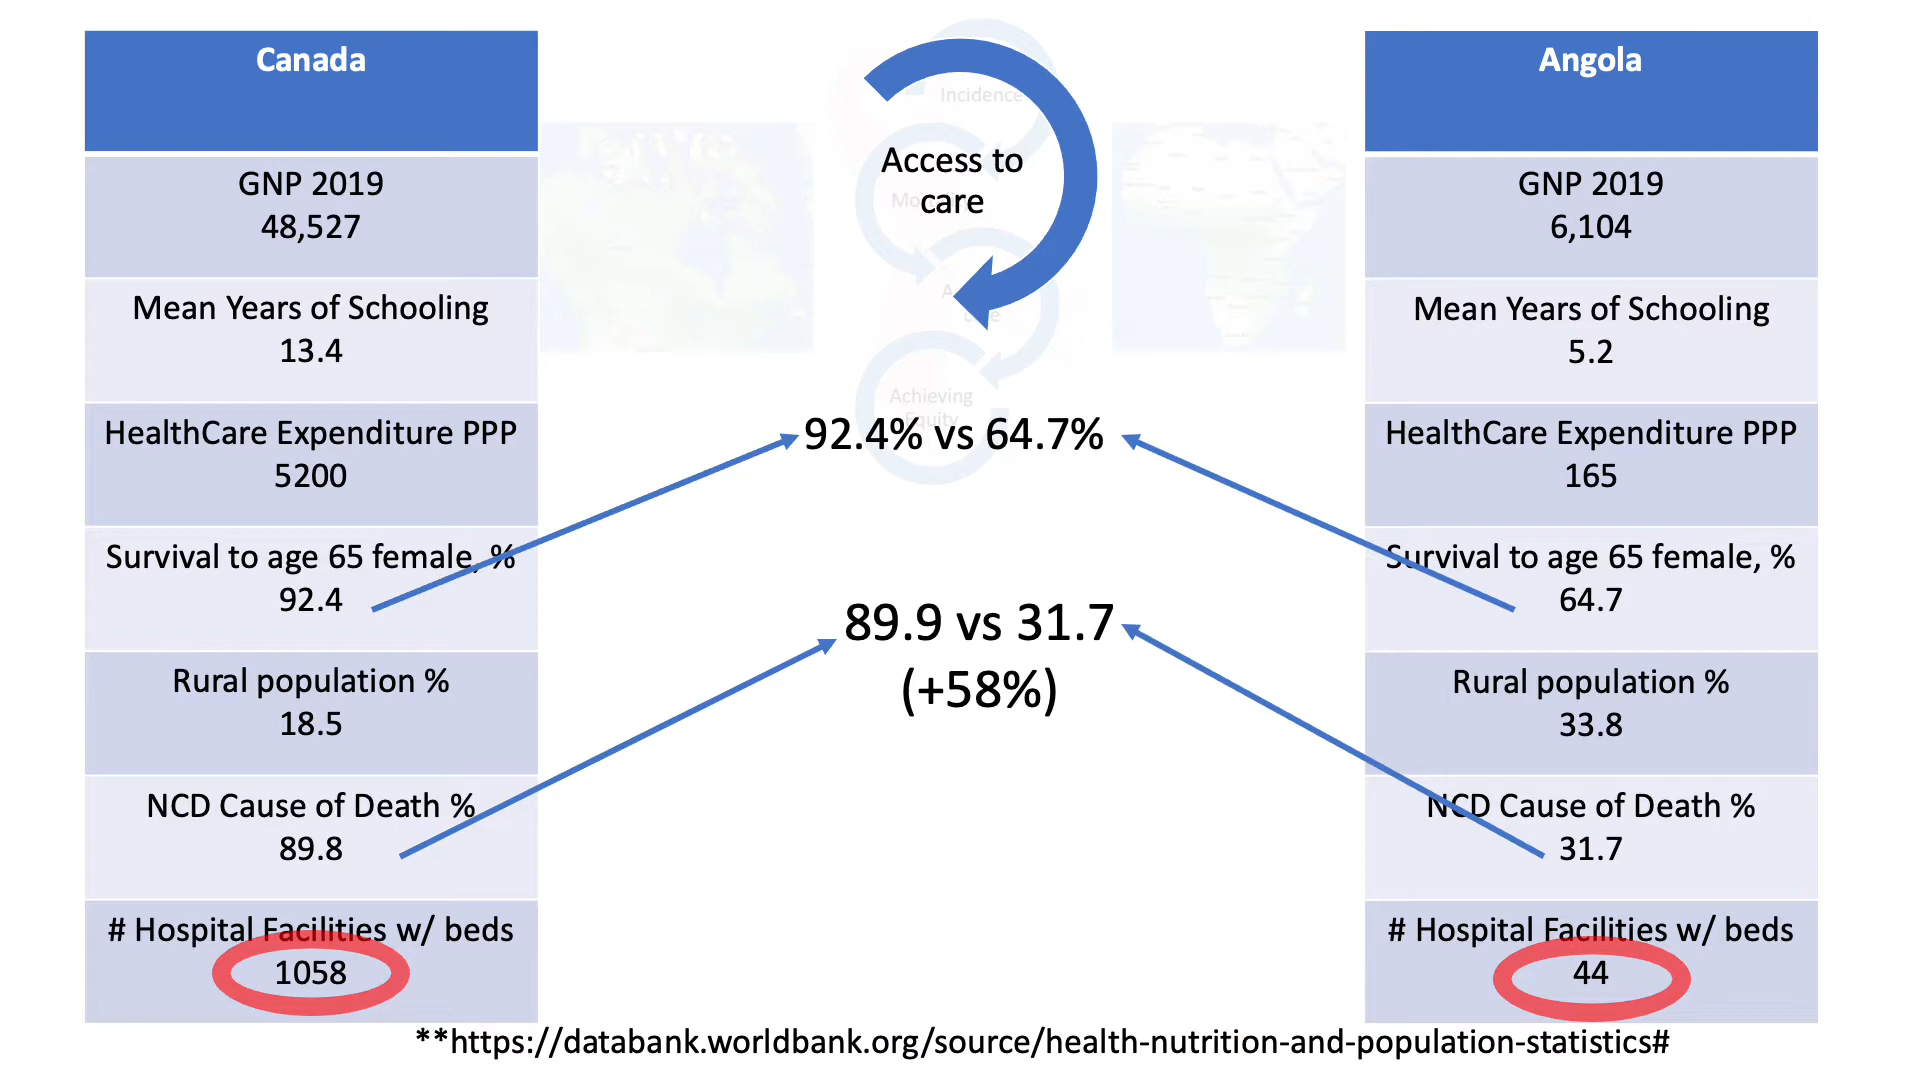 Canada
GNP 2019
48,527
Mean Years of Schooling
13.4
HealthCare Expenditure PPP
5200
Survival to age 65 female, %
92.4
Rural population %
18.5
NCD Cause of Death %
89.8
# Hospital Facilities w/ beds
1058
Incidence
Access to
care
Achieving
Equity
92.4% vs 64.7%
89.9 vs 31.7
(+58%)
Angola
GNP 2019
6,104
Mean Years of Schooling
5.2
HealthCare Expenditure PPP
165
Survival to age 65 female, %
64.7
Rural population %
33.8
NCD Cause of Death %
31.7
# Hospital Facilities w/ beds
44
**https://databank.worldbank.org/source/health-nutrition-and-population-statistics#